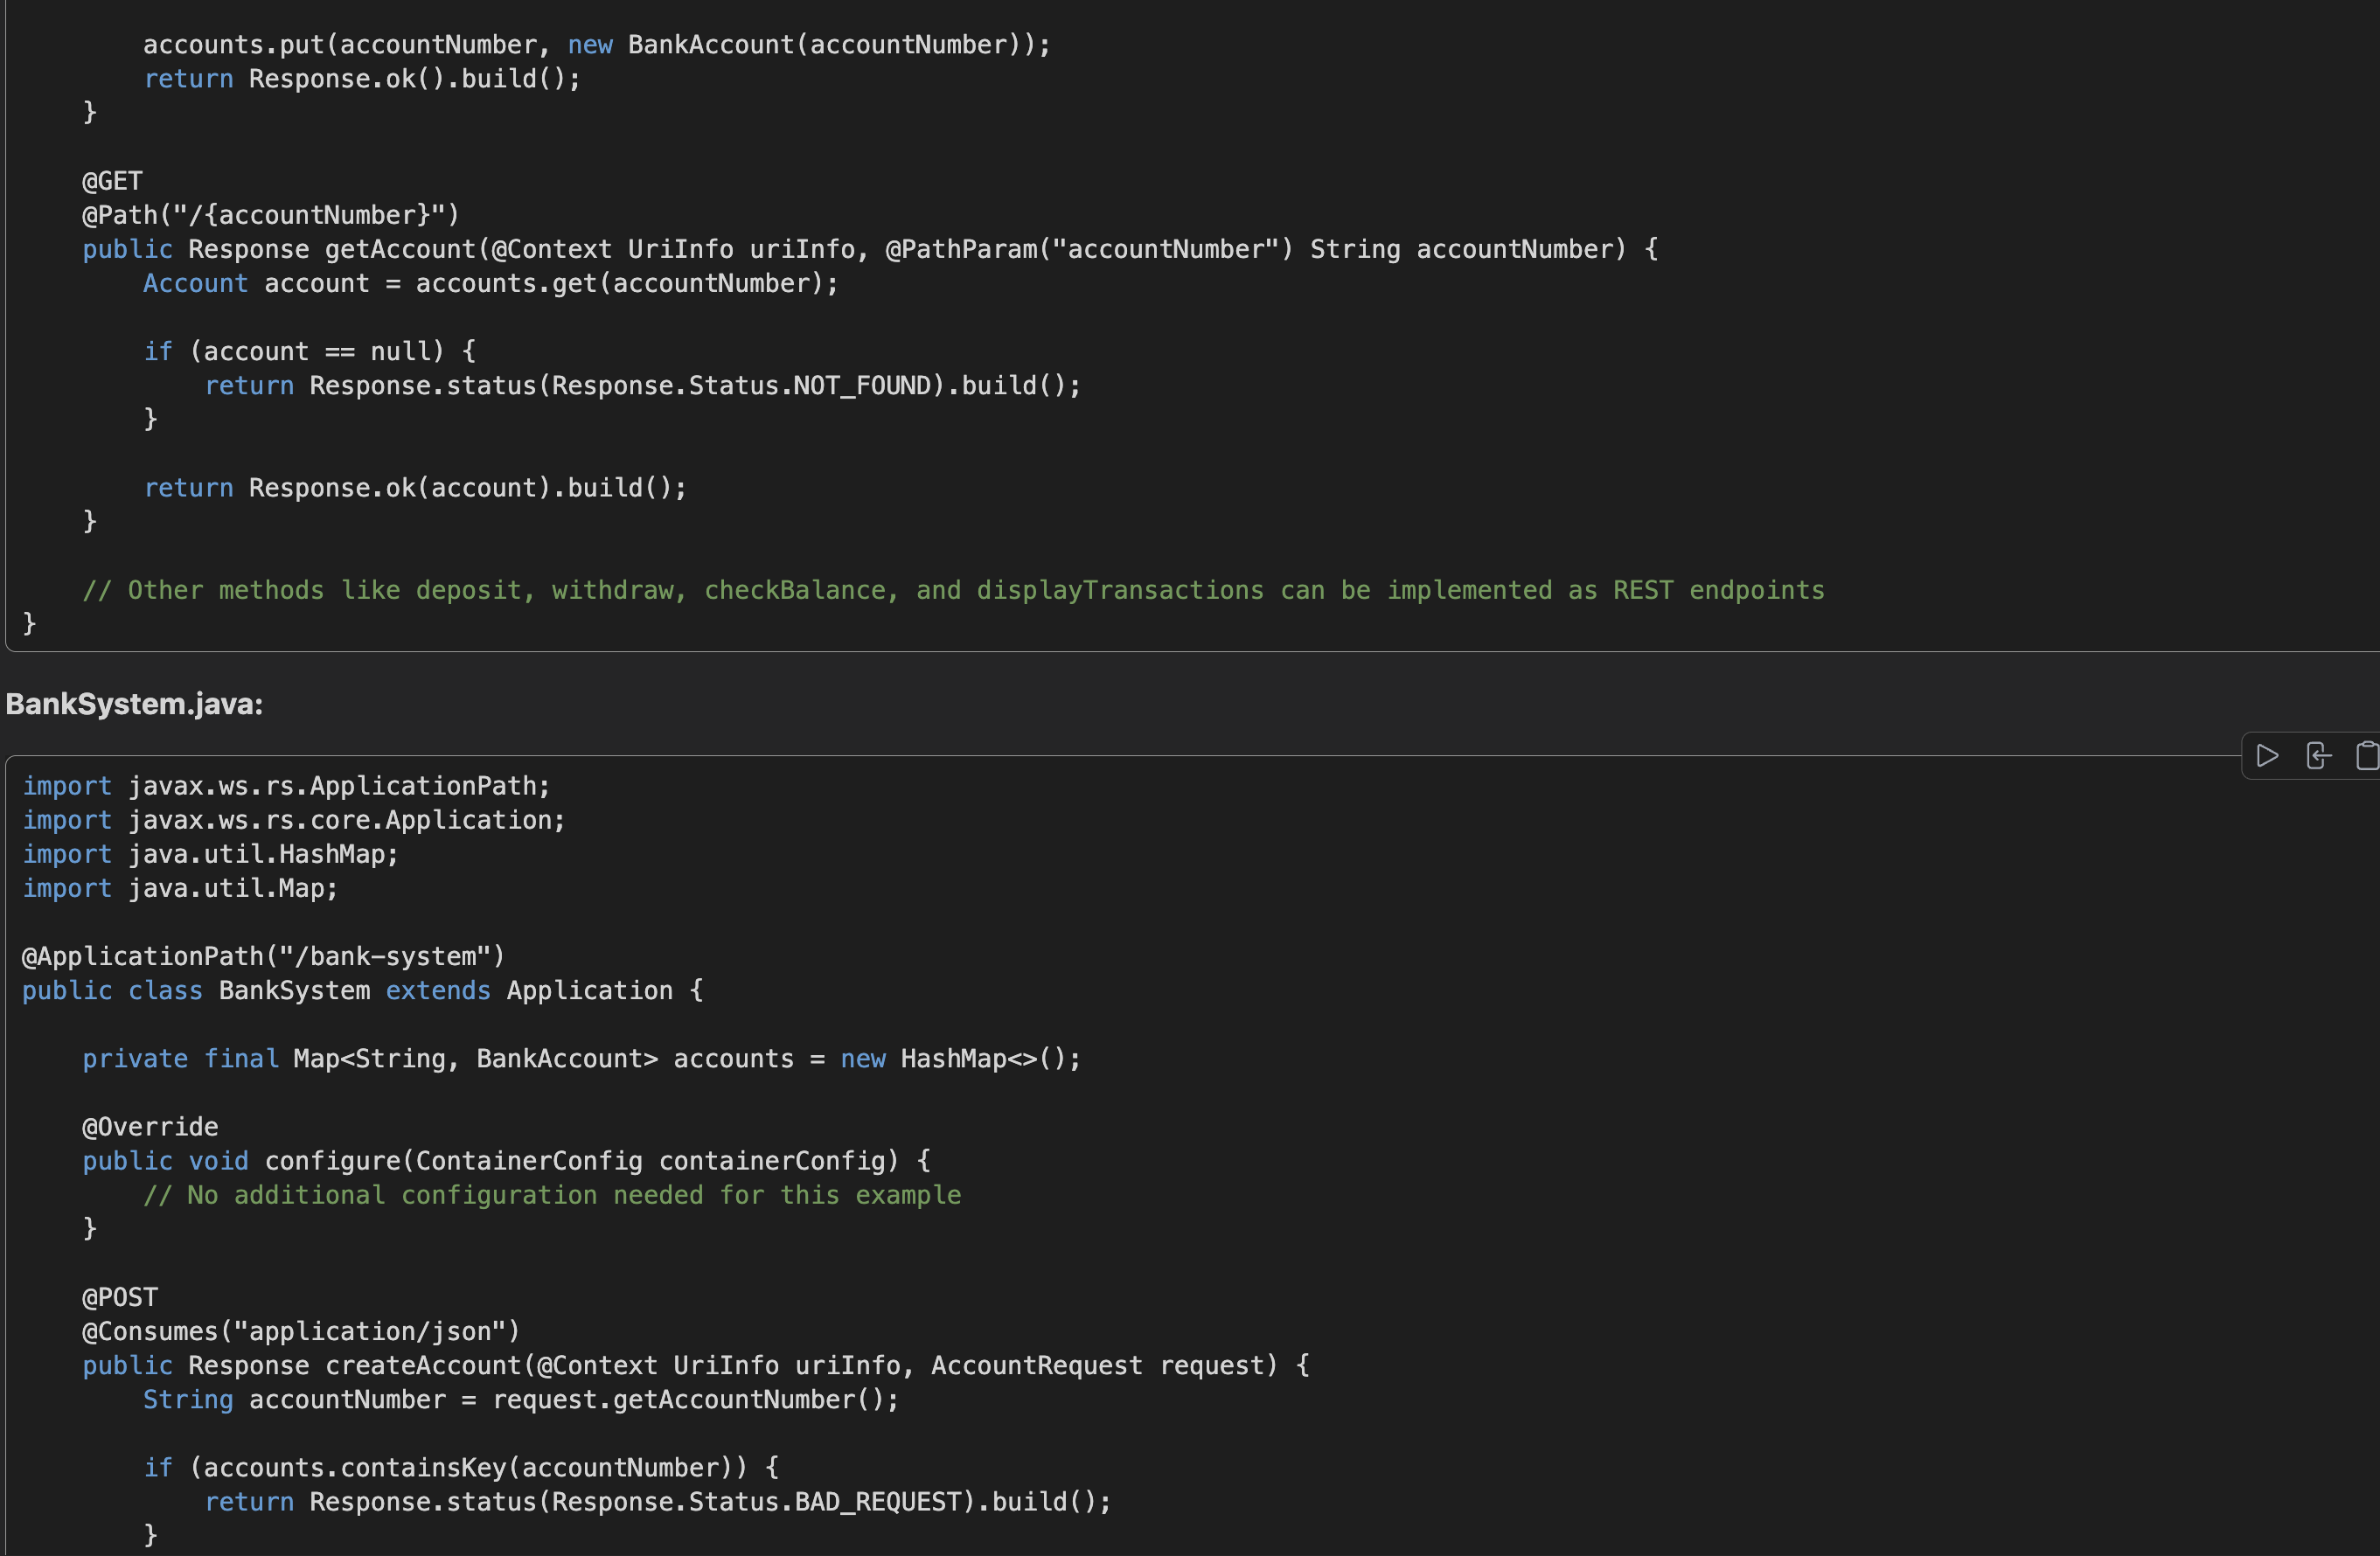 accounts.put(accountNumber, new BankAccount(accountNumber));
        return Response.ok().build();
    }

    @GET
    @Path("/{accountNumber}")
    public Response getAccount(@Context UriInfo uriInfo, @PathParam("accountNumber") String accountNumber) {
        Account account = accounts.get(accountNumber);

        if (account == null) {
            return Response.status(Response.Status.NOT_FOUND).build();
        }

        return Response.ok(account).build();
    }

    // Other methods like deposit, withdraw, checkBalance, and displayTransactions can be implemented as REST endpoints
}

BankSystem.java:

import javax.ws.rs.ApplicationPath;
import javax.ws.rs.core.Application;
import java.util.HashMap;
import java.util.Map;

@ApplicationPath("/bank-system")
public class BankSystem extends Application {

    private final Map<String, BankAccount> accounts = new HashMap<>();

    @Override
    public void configure(ContainerConfig containerConfig) {
        // No additional configuration needed for this example
    }

    @POST
    @Consumes("application/json")
    public Response createAccount(@Context UriInfo uriInfo, AccountRequest request) {
        String accountNumber = request.getAccountNumber();

        if (accounts.containsKey(accountNumber)) {
            return Response.status(Response.Status.BAD_REQUEST).build();
        }